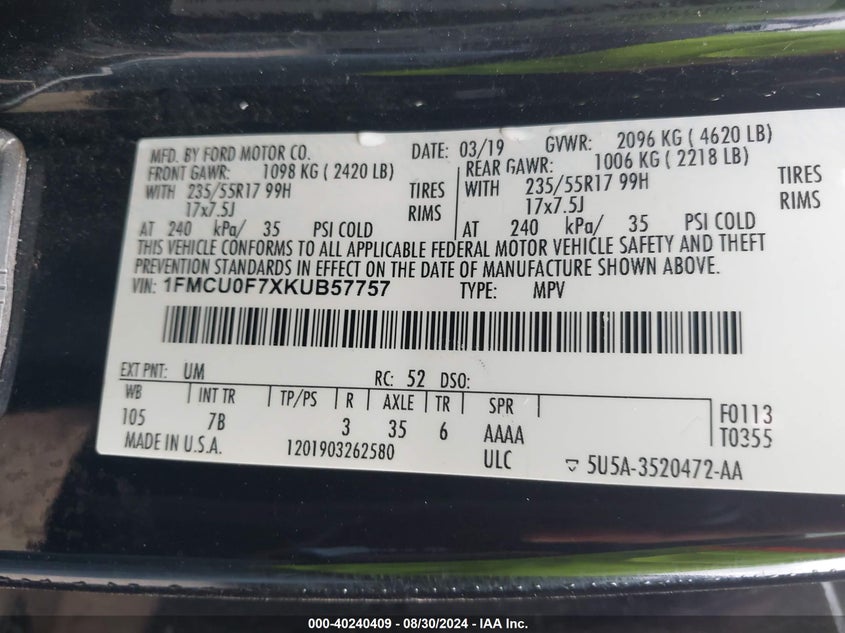 MFD. BY FORD MOTOR CO. DATE: 03/19 GVWR: 2096 KG ( 4620 LB)
FRONT GAWR: 1098 KG ( 2420 LB) REAR GAWR: 1006 KG ( 2218 LB)
WITH 235/55R17 99H TIRES WITH 235/55R17 99H TIRES
17x7.5J RIMS 17x7.5J RIMS
AT 240 kPa/ 35 PSI COLD AT 240 kPa/ 35 PSI COLD
THIS VEHICLE CONFORMS TO ALL APPLICABLE FEDERAL MOTOR VEHICLE SAFETY AND THEFT
PREVENTION STANDARDS IN EFFECT ON THE DATE OF MANUFACTURE SHOWN ABOVE.
VIN: 1FMCU0F7XKUB57757 TYPE: MPV
EXT PNT: UM RC: 52 DSO:
WB INT TR TP/PS R AXLE TR SPR F0113
105 7B 3 35 6 AAAA T0355
MADE IN U.S.A. 1201903262580 ULC 5U5A-3520472-AA
000-40240409 - 08/30/2024 - IAA Inc.